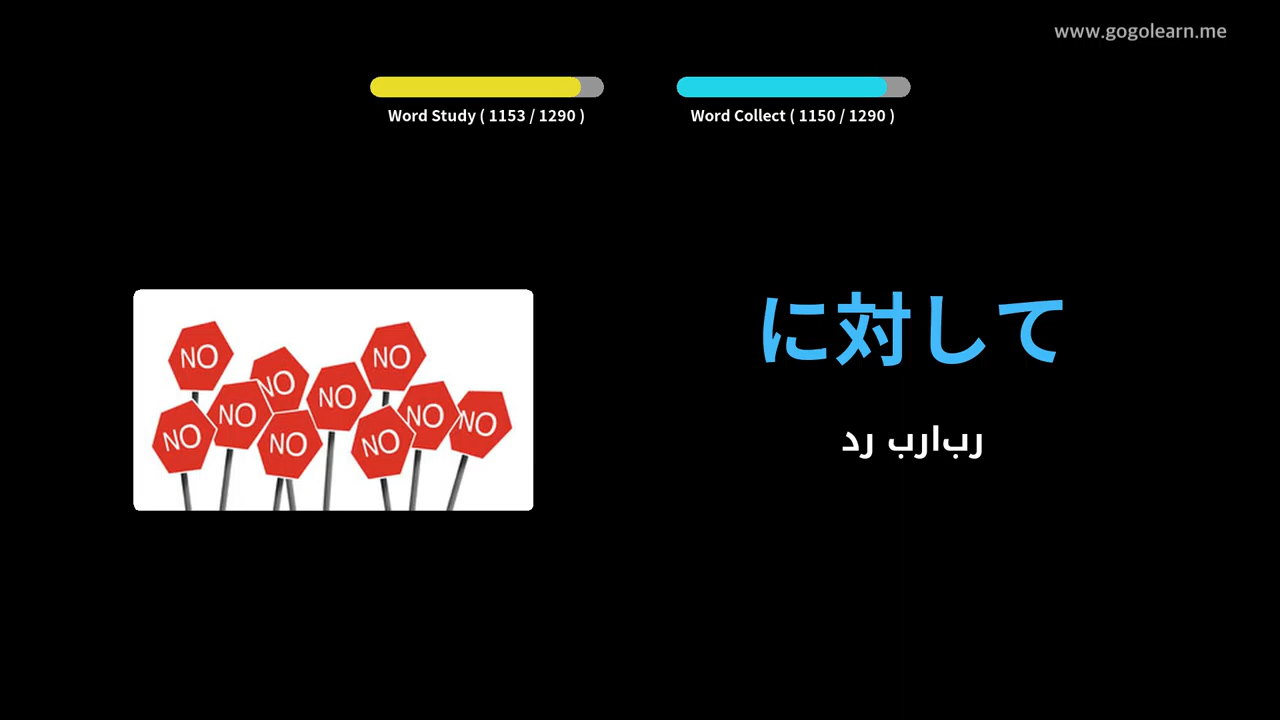 www.gogolearn.me
Word Study ( 1153 / 1290 )
Word Collect ( 1150 / 1290 )
NO
NO
NO
NO
NO
NO
NO
NO
NO
NO
に対して
ربارب رد